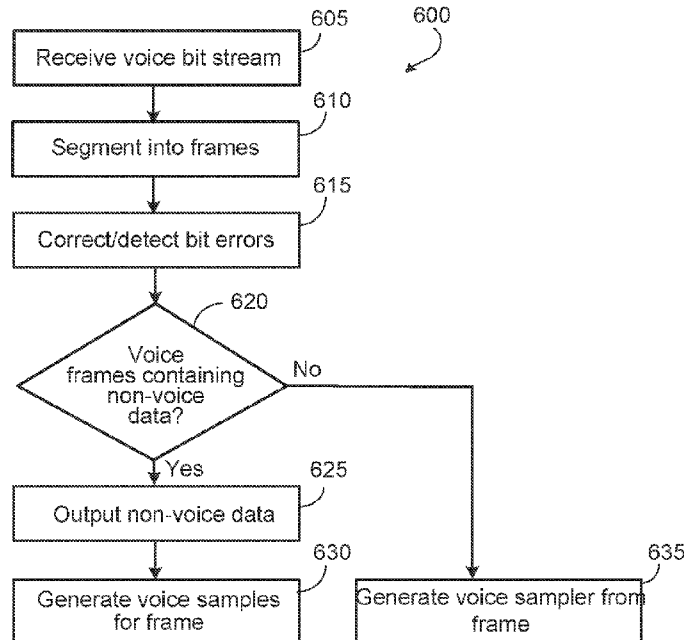 605
600
Receive voice bit stream
610
Segment into frames
615
Correct/detect bit errors
620
Voice
frames containing
non-voice
data?
No
Yes
625
Output non-voice data
630
635
Generate voice samples
for frame
Generate voice sampler from
frame